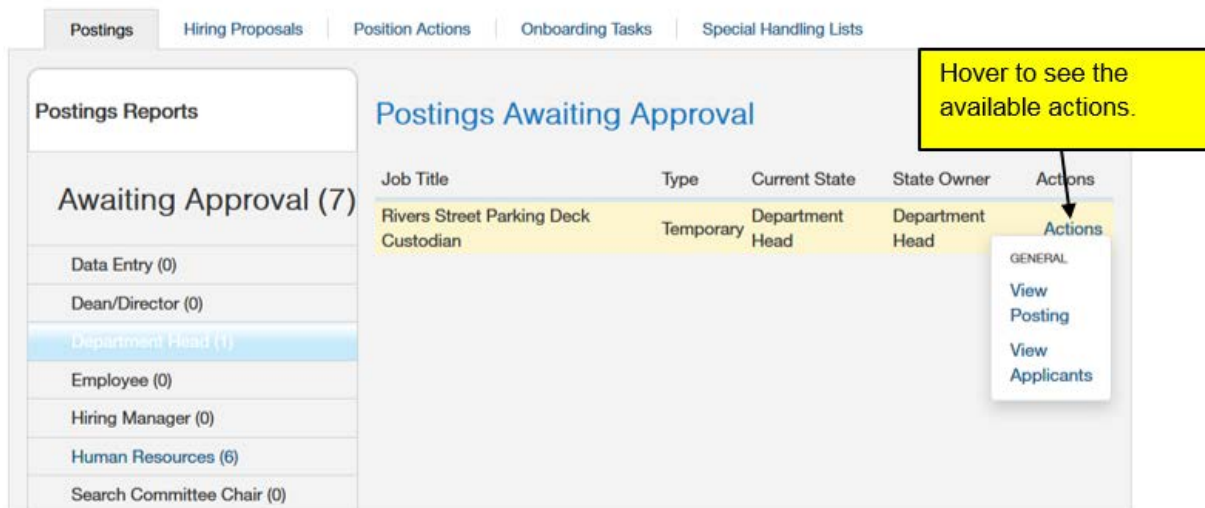 Postings Hiring Proposals Position Actions Onboarding Tasks Special Handling Lists
Hover to see the
available actions.
Postings Reports
Awaiting Approval (7)
Data Entry (0)
Dean/Director (0)
Department Head (1)
Employee (0)
Hiring Manager (0)
Human Resources (6)
Search Committee Chair (0)
Postings Awaiting Approval
Job Title Type Current State State Owner Actions
Rivers Street Parking Deck
Custodian
Temporary
Department
Head
Department
Head
Actions
GENERAL
View
Posting
View
Applicants